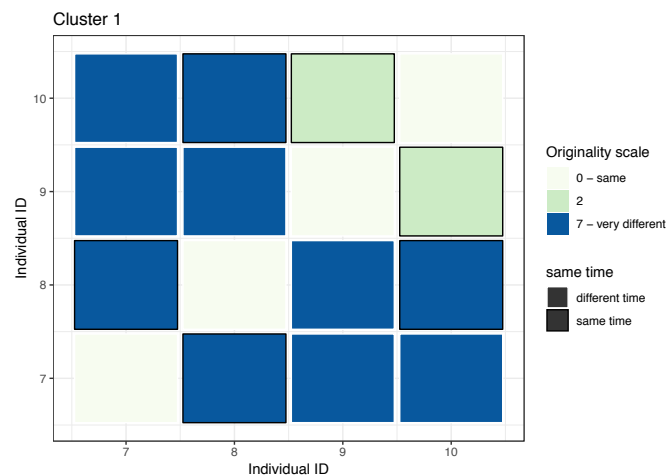 Cluster 1
10
9
8
7
Individual ID
7
8
9
10
Individual ID
Originality scale
0 – same
2
7 – very different
same time
different time
same time